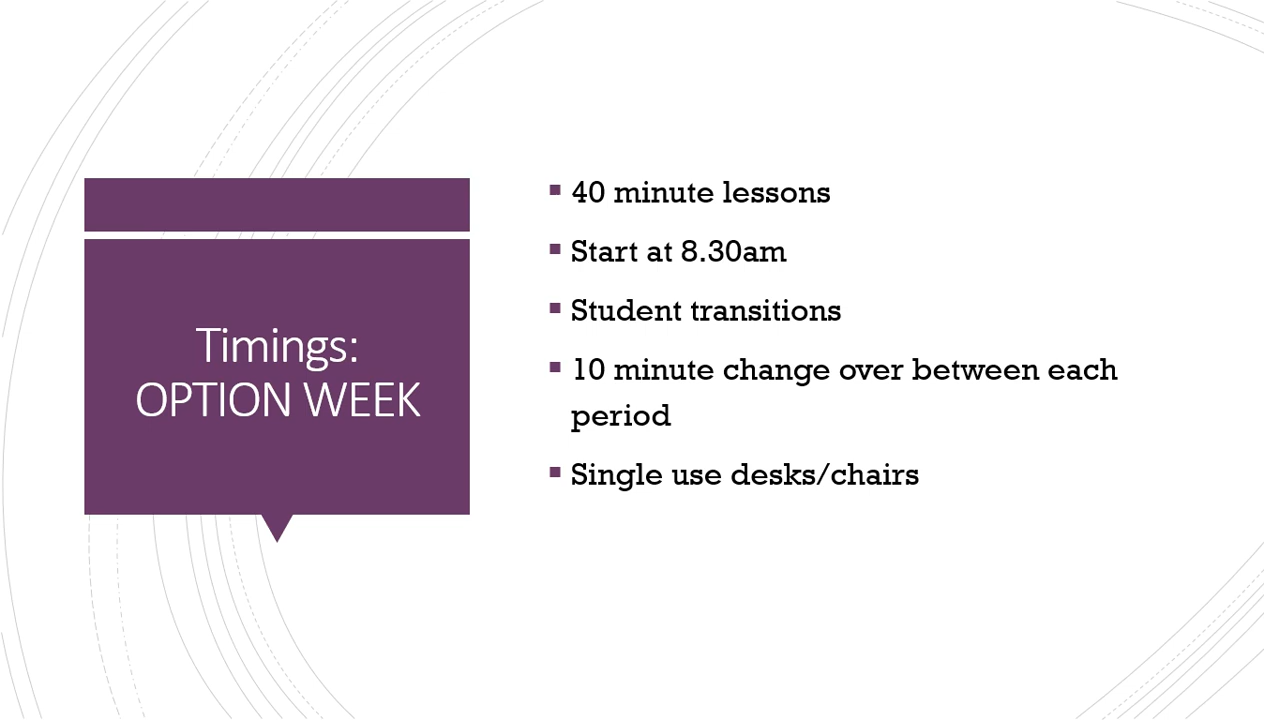 Timings:
OPTION WEEK
40 minute lessons
Start at 8.30am
Student transitions
10 minute change over between each
period
Single use desks/chairs